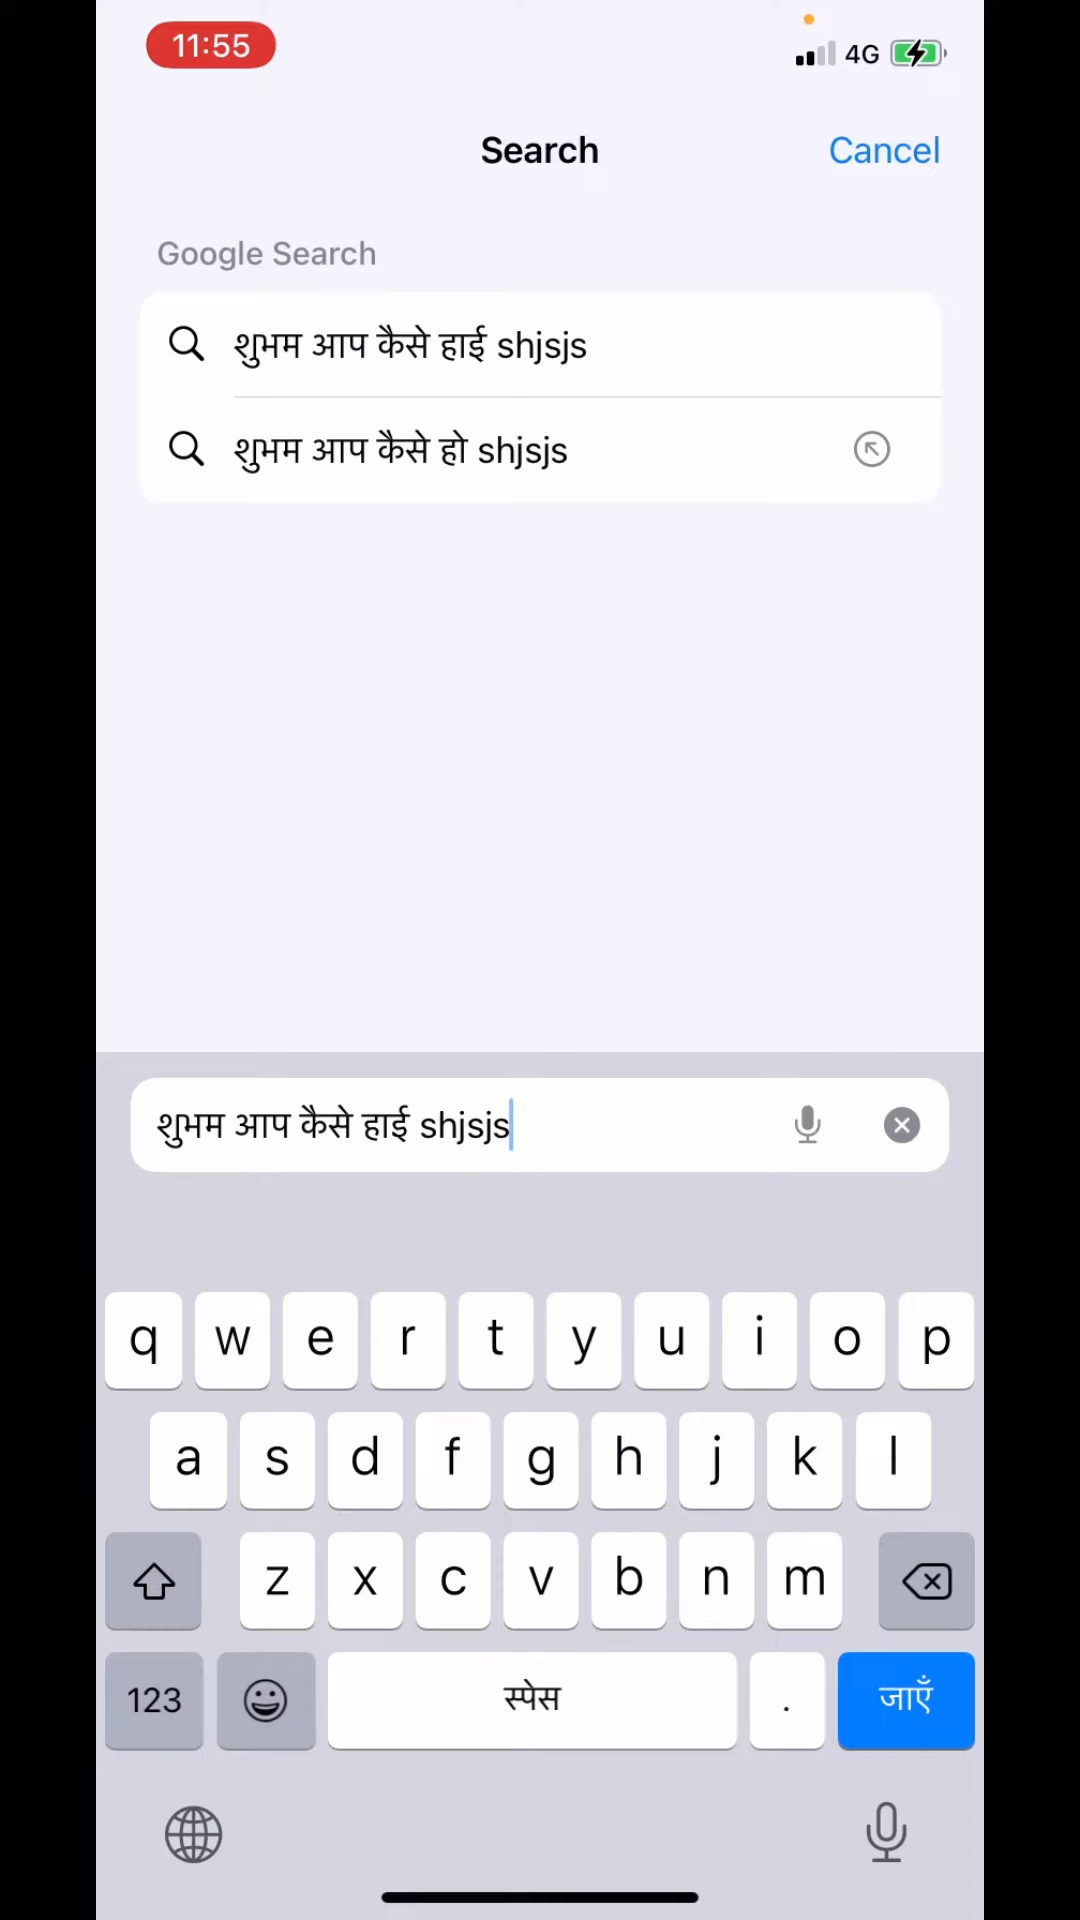 11:55
4G
Search
Cancel
Google Search
शुभम आप कैसे हाई shjsjs
शुभम आप कैसे हो shjsjs
शुभम आप कैसे हाई shjsjs
q w e r t y u i o p
a s d f g h j k l
z x c v b n m
123 स्पेस . जाएँ